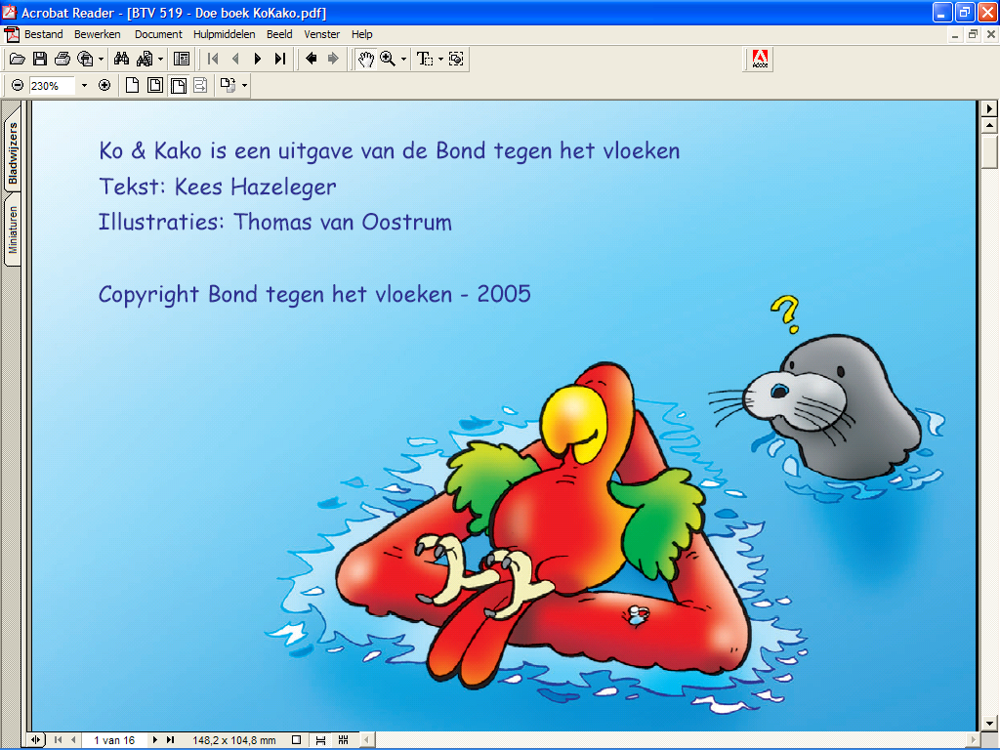 Acrobat Reader - [BTV 519 - Doe boek KoKako.pdf]
Bestand Bewerken Document Hulpmiddelen Beeld Venster Help
Adobe
230%
Bladwijzers
Miniaturen
Ko & Kako is een uitgave van de Bond tegen het vloeken
Tekst: Kees Hazeleger
Illustraties: Thomas van Oostrum
Copyright Bond tegen het vloeken - 2005
?
1 van 16 148,2 x 104,8 mm